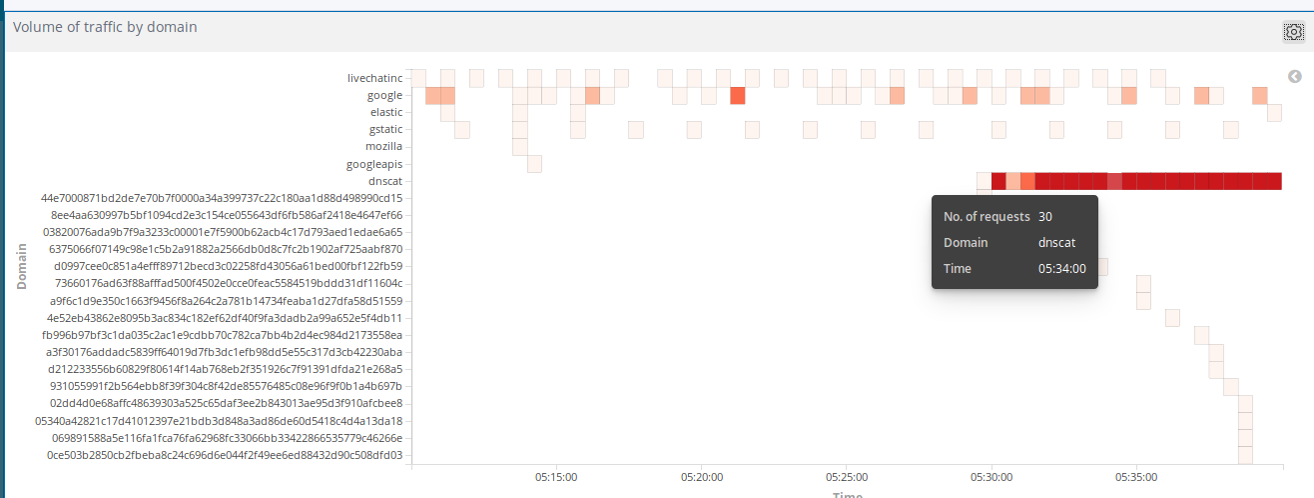 Volume of traffic by domain
livechatinc
google
elastic
gstatic
mozilla
googleapis
dnscat
44e7000871bd2de7e70b7f0000a34a399737c22c180aa1d88d498990cd15
8ee4aa630997b5bf1094cd2e3c154ce055643df6fb586af2418e4647ef66
03820076ada9b7f9a3233c00001e7f5900b62acb4c17d793aed1edae6a65
6375066f07149c98e1c5b2a91882a2566db0d8c7fc2b1902af725aabf870
d0997cee0c851a4efff89712becd3c02258fd43056a61bed00fbf122fb59
73660176ad63f88afffad500f4502e0cce0feac5584519bddd31df11604c
a9f6c1d9e350c1663f9456f8a264c2a781b14734feaba1d27dfa58d51559
4e52eb43862e8095b3ac834c182ef62df40f9fa3dadb2a99a652e5f4db11
fb996b97bf3c1da035c2ac1e9cdbb70c782ca7bb4b2d4ec984d2173558ea
a3f30176addadc5839ff64019d7fb3dc1efb98dd5e55c317d3cb42230aba
d212233556b60829f80614f14ab768eb2f351926c7f91391dfda21e268a5
931055991f2b564ebb8f39f304c8f42de85576485c08e96f9f0b1a4b697b
02dd4d0e68affc48639303a525c65daf3ee2b843013ae95d3f910afcbee8
05340a42821c17d41012397e21bdb3d848a3ad86de60d5418c4d4a13da18
069891588a5e116fa1fca76fa62968fc33066bb33422866535779c46266e
0ce503b2850cb2fbeba8c24c696d6e044f2f49ee6ed88432d90c508dfd03
Domain
No. of requests 30
Domain dnscat
Time 05:34:00
05:15:00 05:20:00 05:25:00 05:30:00 05:35:00
Time